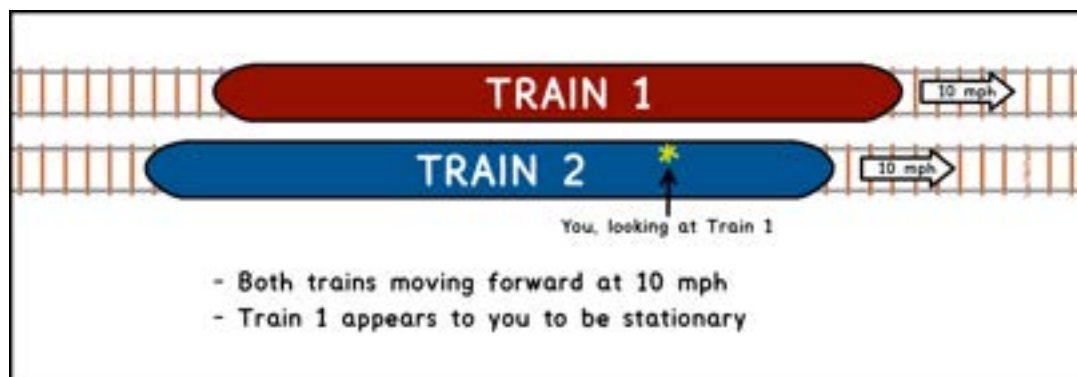 TRAIN 1
10 mph
TRAIN 2
10 mph
You, looking at Train 1
- Both trains moving forward at 10 mph
- Train 1 appears to you to be stationary